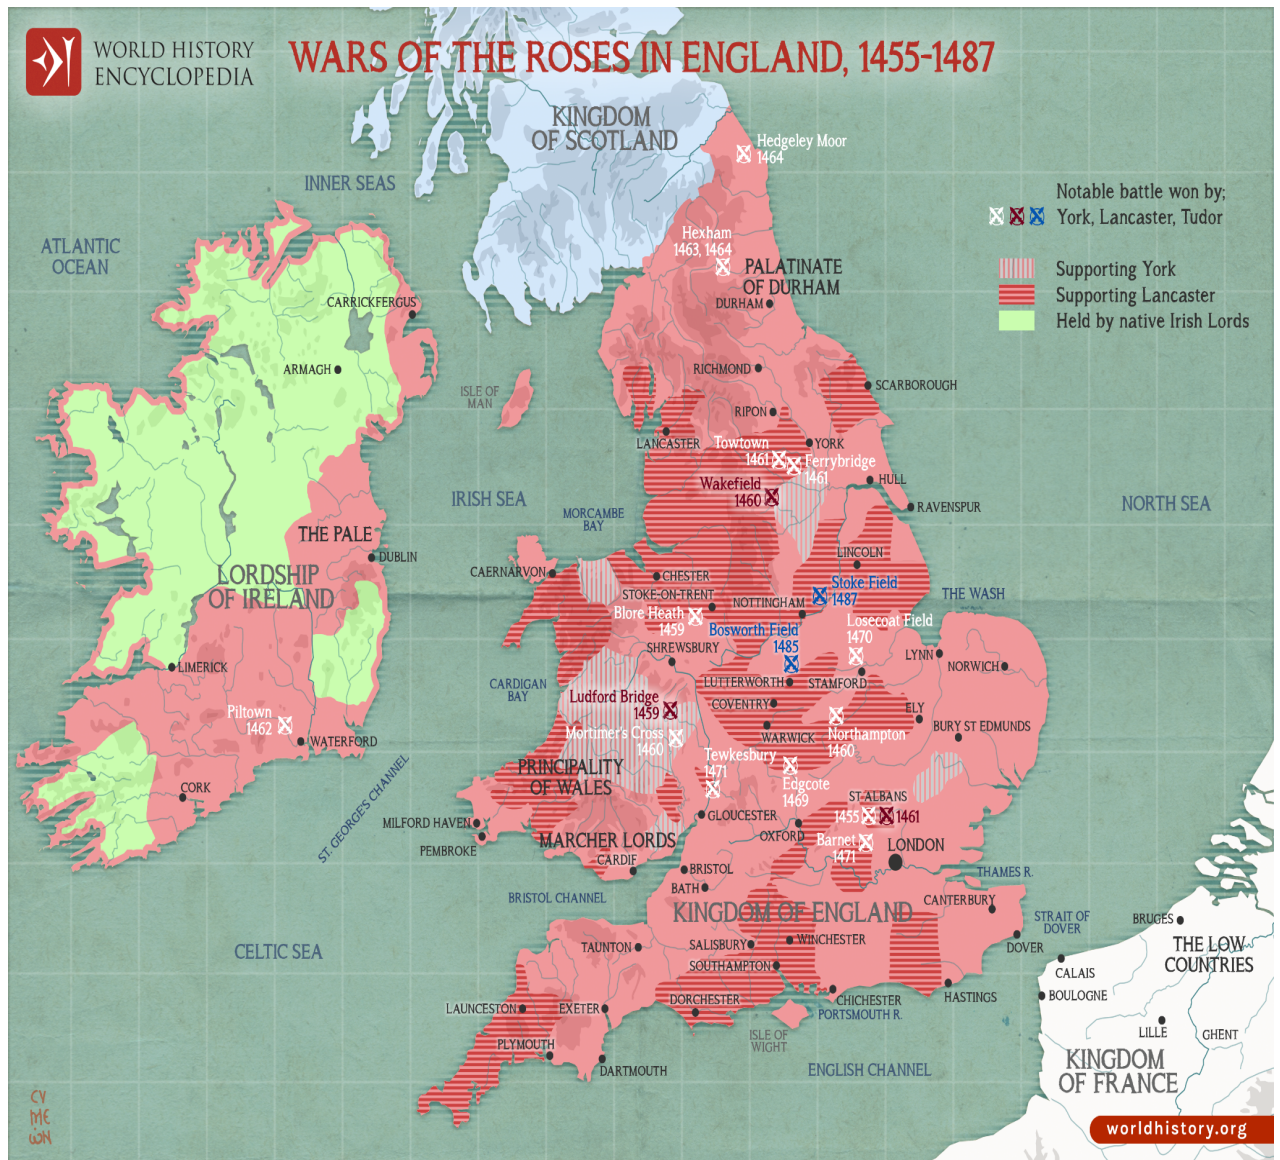 WORLD HISTORY
ENCYCLOPEDIA
WARS OF THE ROSES IN ENGLAND, 1455-1487
KINGDOM
OF SCOTLAND
Hedgeley Moor
1464
INNER SEAS
ATLANTIC
OCEAN
Notable battle won by;
York, Lancaster, Tudor
Supporting York
Supporting Lancaster
Held by native Irish Lords
Hexham
1463, 1464
PALATINATE
OF DURHAM
DURHAM
CARRICKFERGUS
ARMAGH
RICHMOND
SCARBOROUGH
ISLE OF
MAN
RIPON
LANCASTER
YORK
Towtown
1461
Ferrybridge
1461
Wakefield
1460
HULL
RAVENSPUR
IRISH SEA
MORCAMBE
BAY
NORTH SEA
THE PALE
DUBLIN
LORDSHIP
OF IRELAND
LINCOLN
CAERNARVON
CHESTER
STOKE-ON-TRENT
NOTTINGHAM
Stoke Field
1487
THE WASH
Blore Heath
1459
Bosworth Field
1485
Losecoat Field
1470
SHREWSBURY
LYNN
NORWICH
LIMERICK
CARDIGAN
BAY
Ludford Bridge
1459
LUTTERWORTH
STAMFORD
COVENTRY
ELY
BURY ST EDMUNDS
Piltown
1462
WATERFORD
Mortimer's Cross
1460
WARWICK
Northampton
1460
Tewkesbury
1471
Edgcote
1469
PRINCIPALITY
OF WALES
CORK
ST. GEORGE'S CHANNEL
ST·ALBANS
1455
1461
MILFORD HAVEN
PEMBROKE
MARCHER LORDS
GLOUCESTER
OXFORD
Barnet
1471
LONDON
CARDIF
BRISTOL
BATH
THAMES R.
BRISTOL CHANNEL
CANTERBURY
KINGDOM OF ENGLAND
STRAIT OF
DOVER
BRUGES
CELTIC SEA
TAUNTON
SALISBURY
WINCHESTER
DOVER
THE LOW
COUNTRIES
SOUTHAMPTON
CALAIS
LAUNCESTON
EXETER
DORCHESTER
CHICHESTER
HASTINGS
BOULOGNE
PORTSMOUTH R.
ISLE OF
WIGHT
LILLE
GHENT
PLYMOUTH
DARTMOUTH
ENGLISH CHANNEL
KINGDOM
OF FRANCE
worldhistory.org